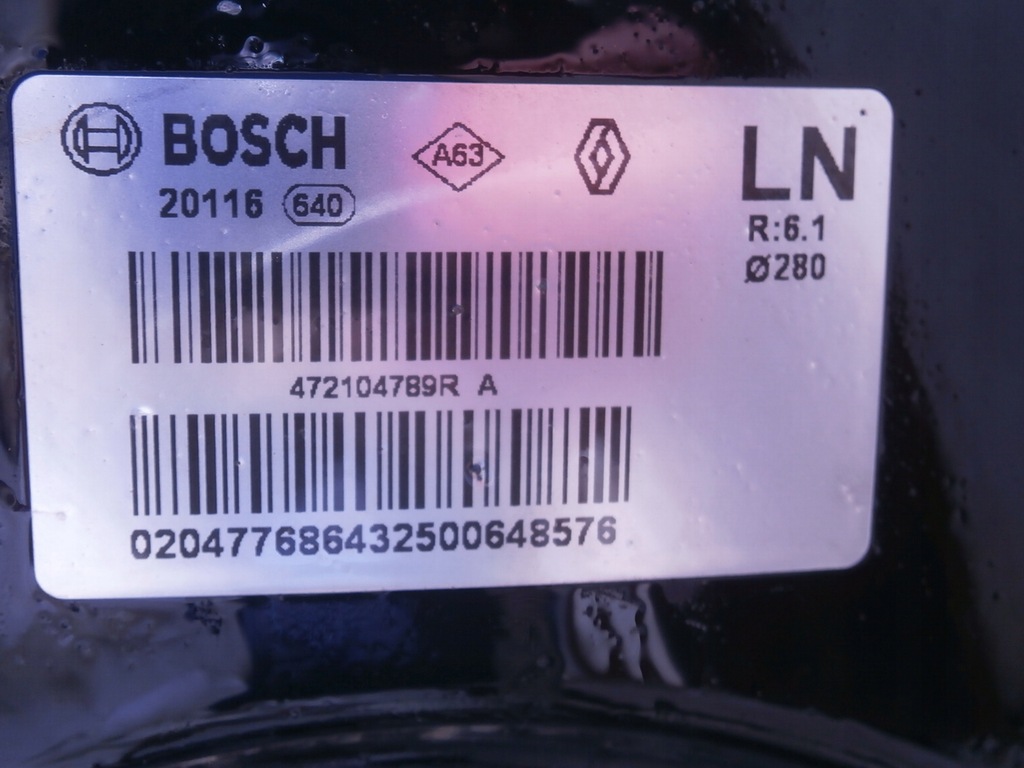 BOSCH
20116 640
A63
LN
R:6.1
Ø280
472104789R A
02047768643250064857​6